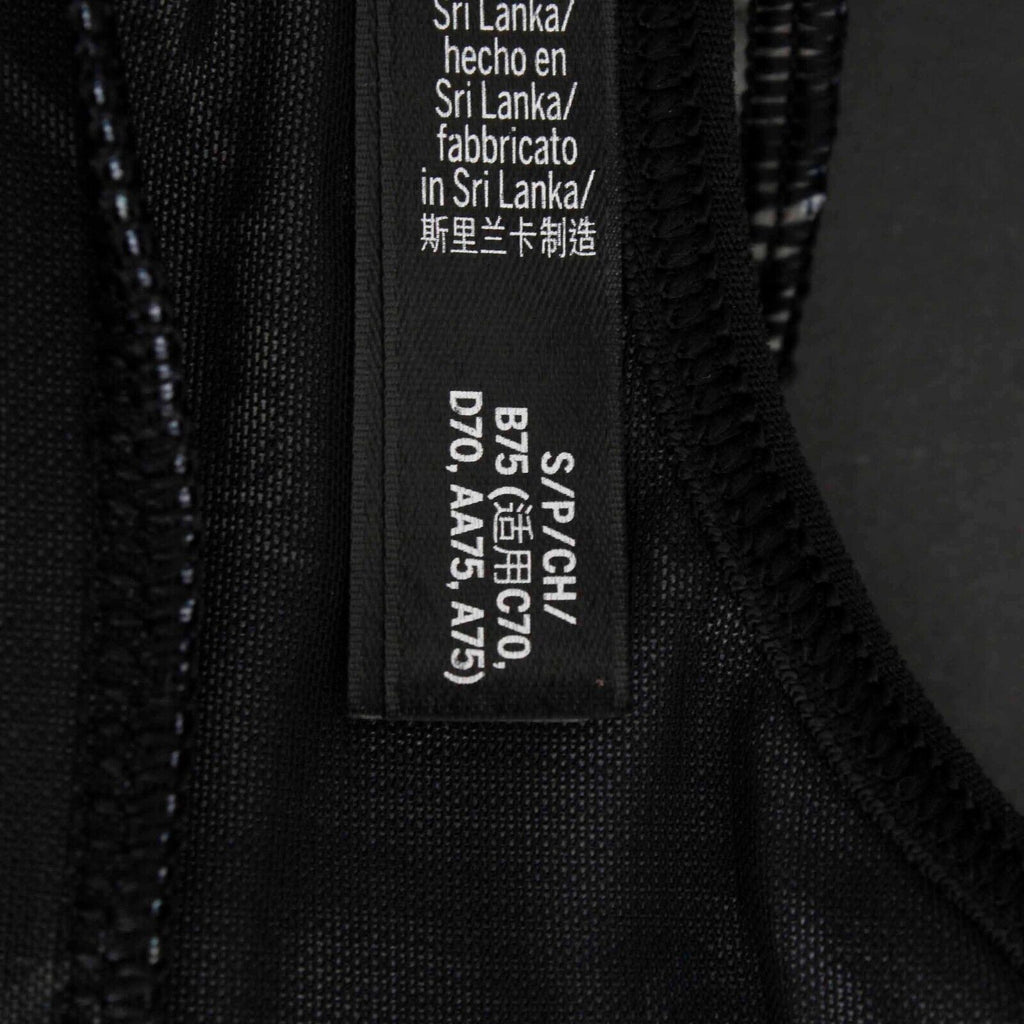 Sri Lanka/
hecho en
Sri Lanka/
fabbricato
in Sri Lanka/
斯里兰卡制造
S/P/CH/
B75 (活用C70,
D70, AA75, A75)